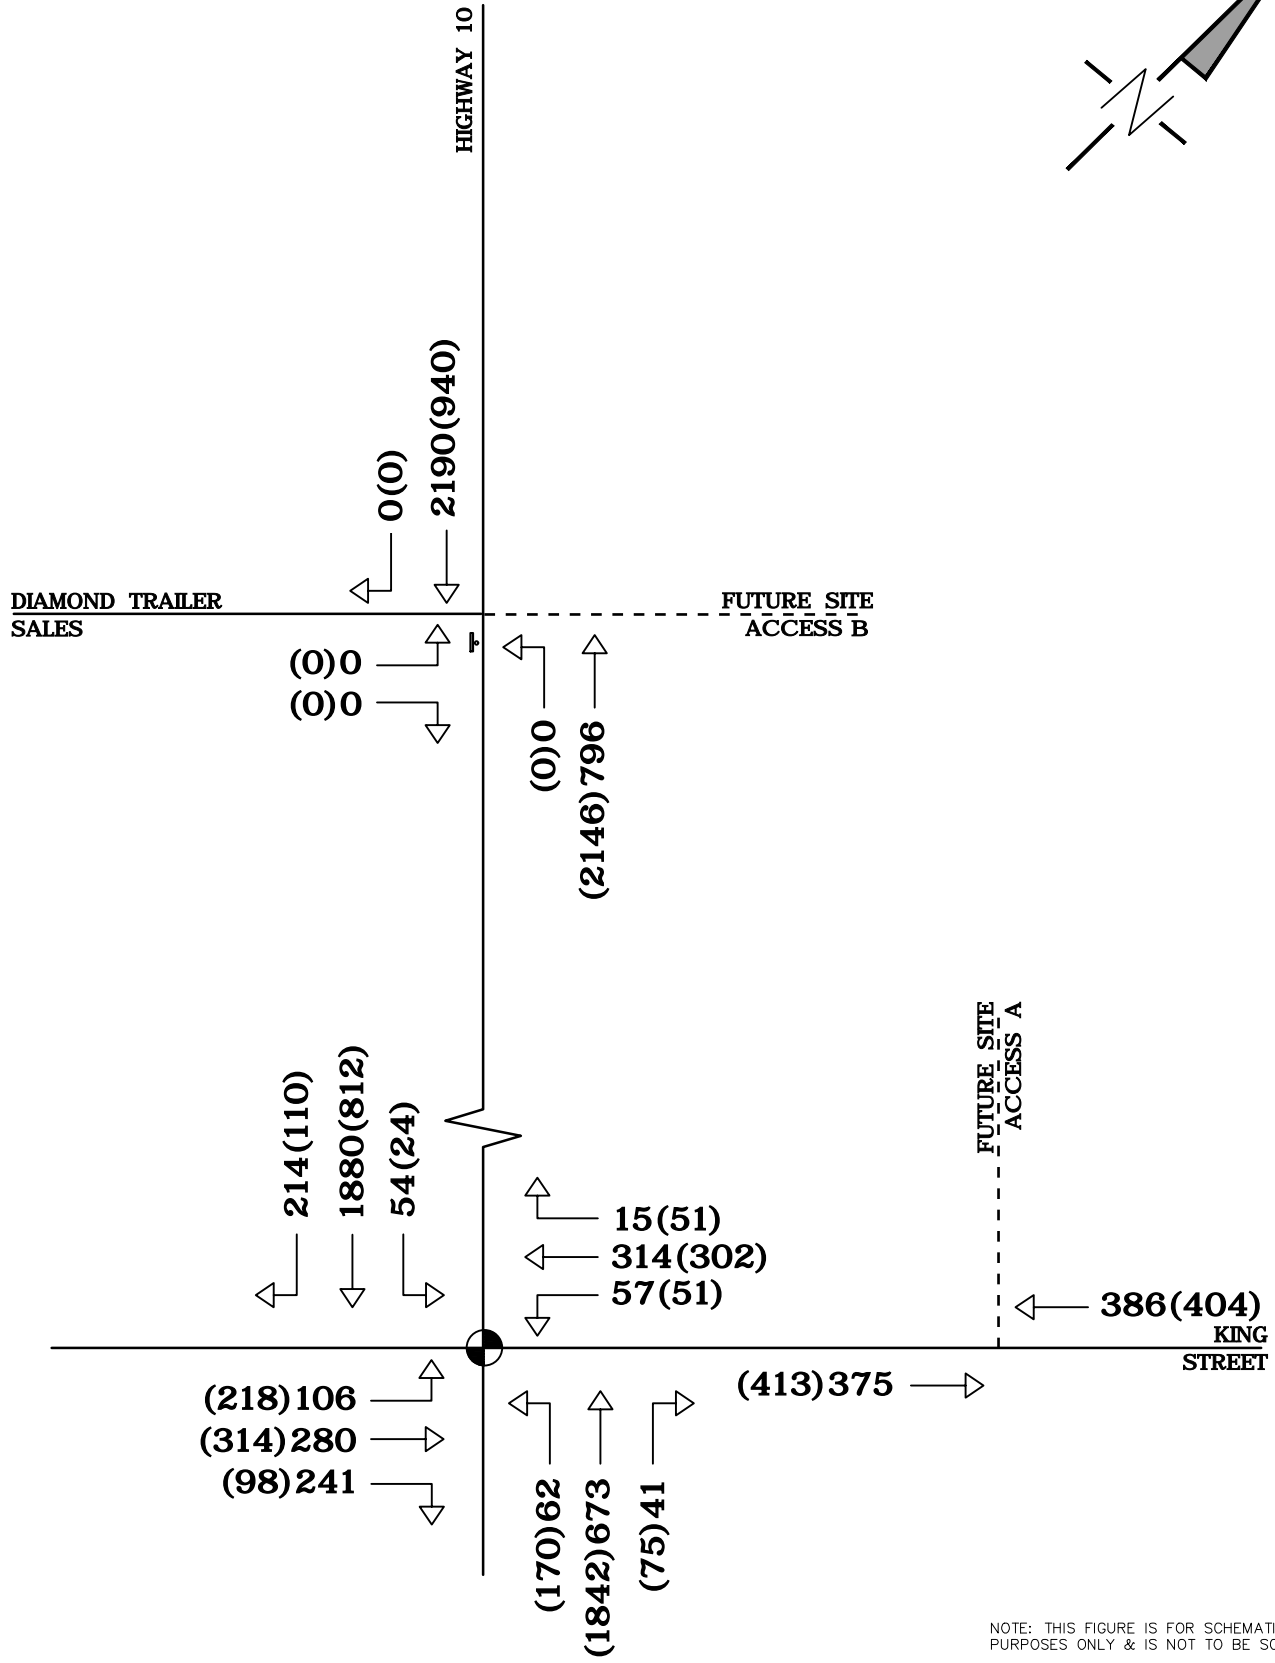 HIGHWAY 10
2190(940)
0(0)
DIAMOND TRAILER
SALES
FUTURE SITE
ACCESS B
(0)0
(0)0
(0)0
(2146)796
FUTURE SITE
ACCESS A
214(110)
1880(812)
54(24)
15(51)
314(302)
57(51)
386(404)
KING
STREET
(413)375
(218)106
(314)280
(98)241
(170)62
(1842)673
(75)41
NOTE: THIS FIGURE IS FOR SCHEMATI
PURPOSES ONLY & IS NOT TO BE SC